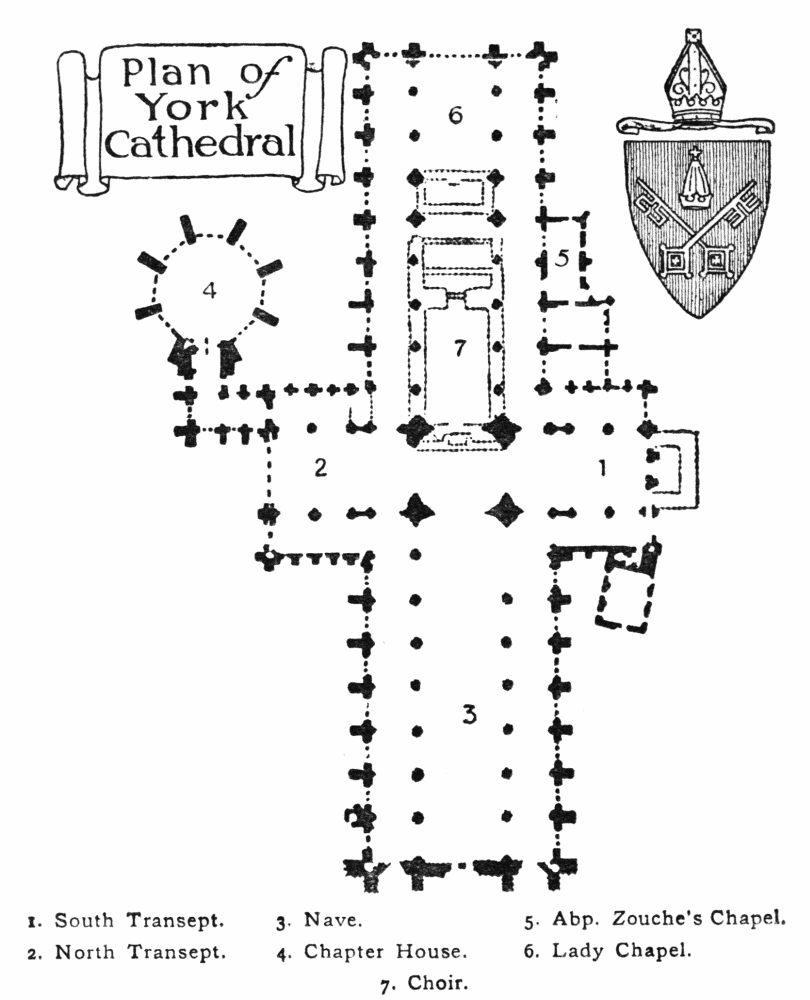 Plan of
York
Cathedral
6
5
4
7
2
1
3
1. South Transept. 3. Nave. 5. Abp. Zouche's Chapel.
2. North Transept. 4. Chapter House. 6. Lady Chapel.
7. Choir.